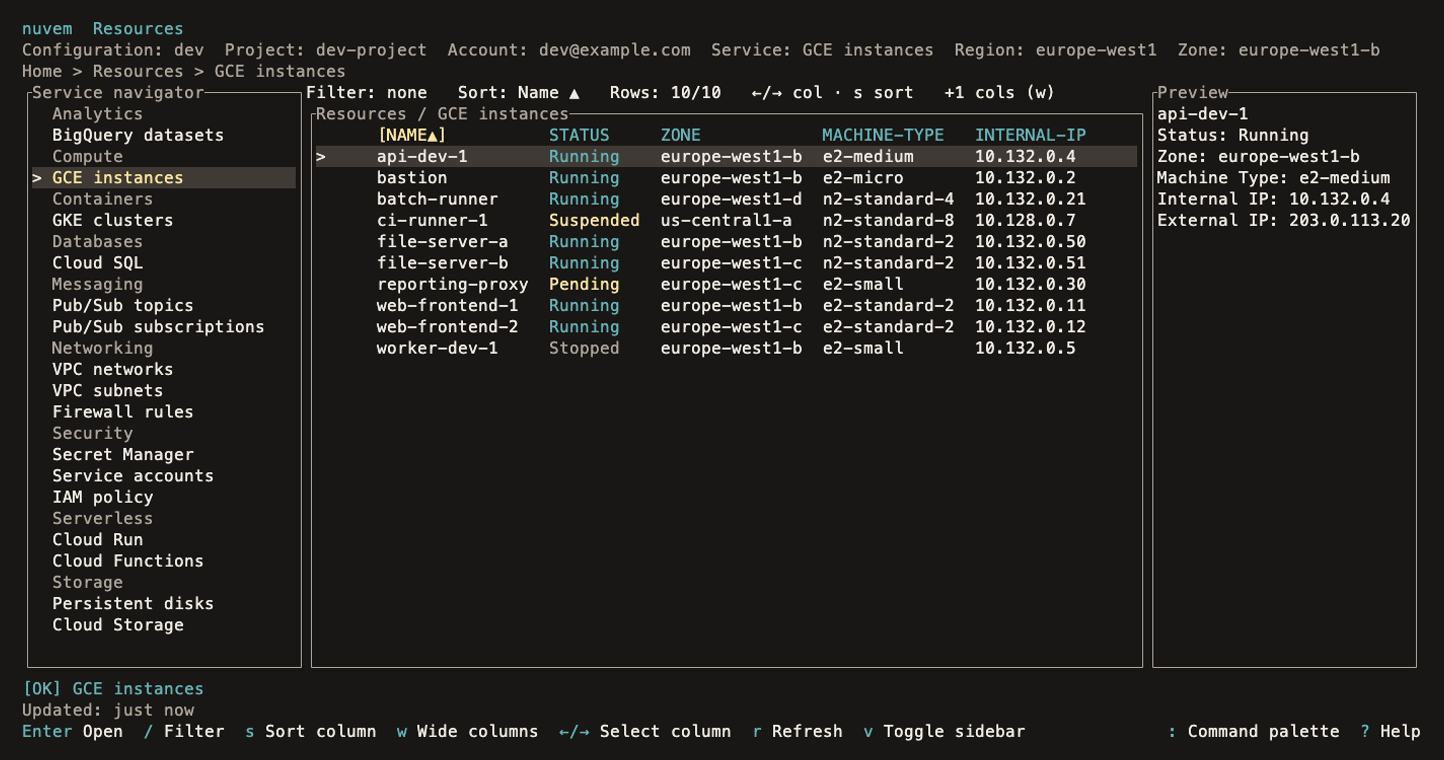 nuvem  Resources
Configuration: dev  Project: dev-project  Account: dev@example.com  Service: GCE instances  Region: europe-west1  Zone: europe-west1-b
Home > Resources > GCE instances
Service navigator
Analytics
BigQuery datasets
Compute
> GCE instances
Containers
GKE clusters
Databases
Cloud SQL
Messaging
Pub/Sub topics
Pub/Sub subscriptions
Networking
VPC networks
VPC subnets
Firewall rules
Security
Secret Manager
Service accounts
IAM policy
Serverless
Cloud Run
Cloud Functions
Storage
Persistent disks
Cloud Storage
Filter: none   Sort: Name ▲   Rows: 10/10   ←/→ col · s sort   +1 cols (w)
Resources / GCE instances
[NAME▲]  STATUS  ZONE  MACHINE-TYPE  INTERNAL-IP
> api-dev-1  Running  europe-west1-b  e2-medium  10.132.0.4
bastion  Running  europe-west1-b  e2-micro  10.132.0.2
batch-runner  Running  europe-west1-d  n2-standard-4  10.132.0.21
ci-runner-1  Suspended  us-central1-a  n2-standard-8  10.128.0.7
file-server-a  Running  europe-west1-b  n2-standard-2  10.132.0.50
file-server-b  Running  europe-west1-c  n2-standard-2  10.132.0.51
reporting-proxy  Pending  europe-west1-c  e2-small  10.132.0.30
web-frontend-1  Running  europe-west1-b  e2-standard-2  10.132.0.11
web-frontend-2  Running  europe-west1-c  e2-standard-2  10.132.0.12
worker-dev-1  Stopped  europe-west1-b  e2-small  10.132.0.5
Preview
api-dev-1
Status: Running
Zone: europe-west1-b
Machine Type: e2-medium
Internal IP: 10.132.0.4
External IP: 203.0.113.20
[OK] GCE instances
Updated: just now
Enter Open  / Filter  s Sort column  w Wide columns  ←/→ Select column  r Refresh  v Toggle sidebar  : Command palette  ? Help